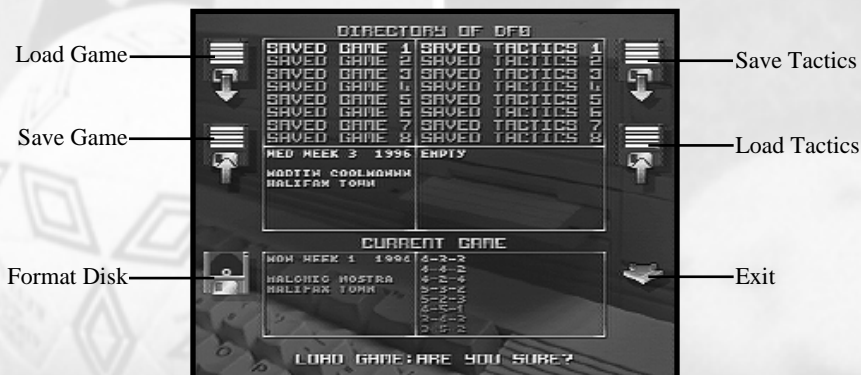 DIRECTORY OF DF0
Load Game
SAVED GAME 1 SAVED TACTICS 1
SAVED GAME 2 SAVED TACTICS 2
Save Tactics
SAVED GAME 3 SAVED TACTICS 3
SAVED GAME 4 SAVED TACTICS 4
SAVED GAME 5 SAVED TACTICS 5
SAVED GAME 6 SAVED TACTICS 6
Save Game
SAVED GAME 7 SAVED TACTICS 7
SAVED GAME 8 SAVED TACTICS 8
Load Tactics
WED WEEK 3 1996 EMPTY
HALIFAX TOWN
CURRENT GAME
MON WEEK 1 1996
4-4-2
4-2-4
Format Disk
HALIFAX TOWN
5-3-2
Exit
5-2-3
4-5-1
LOAD GAME:ARE YOU SURE?